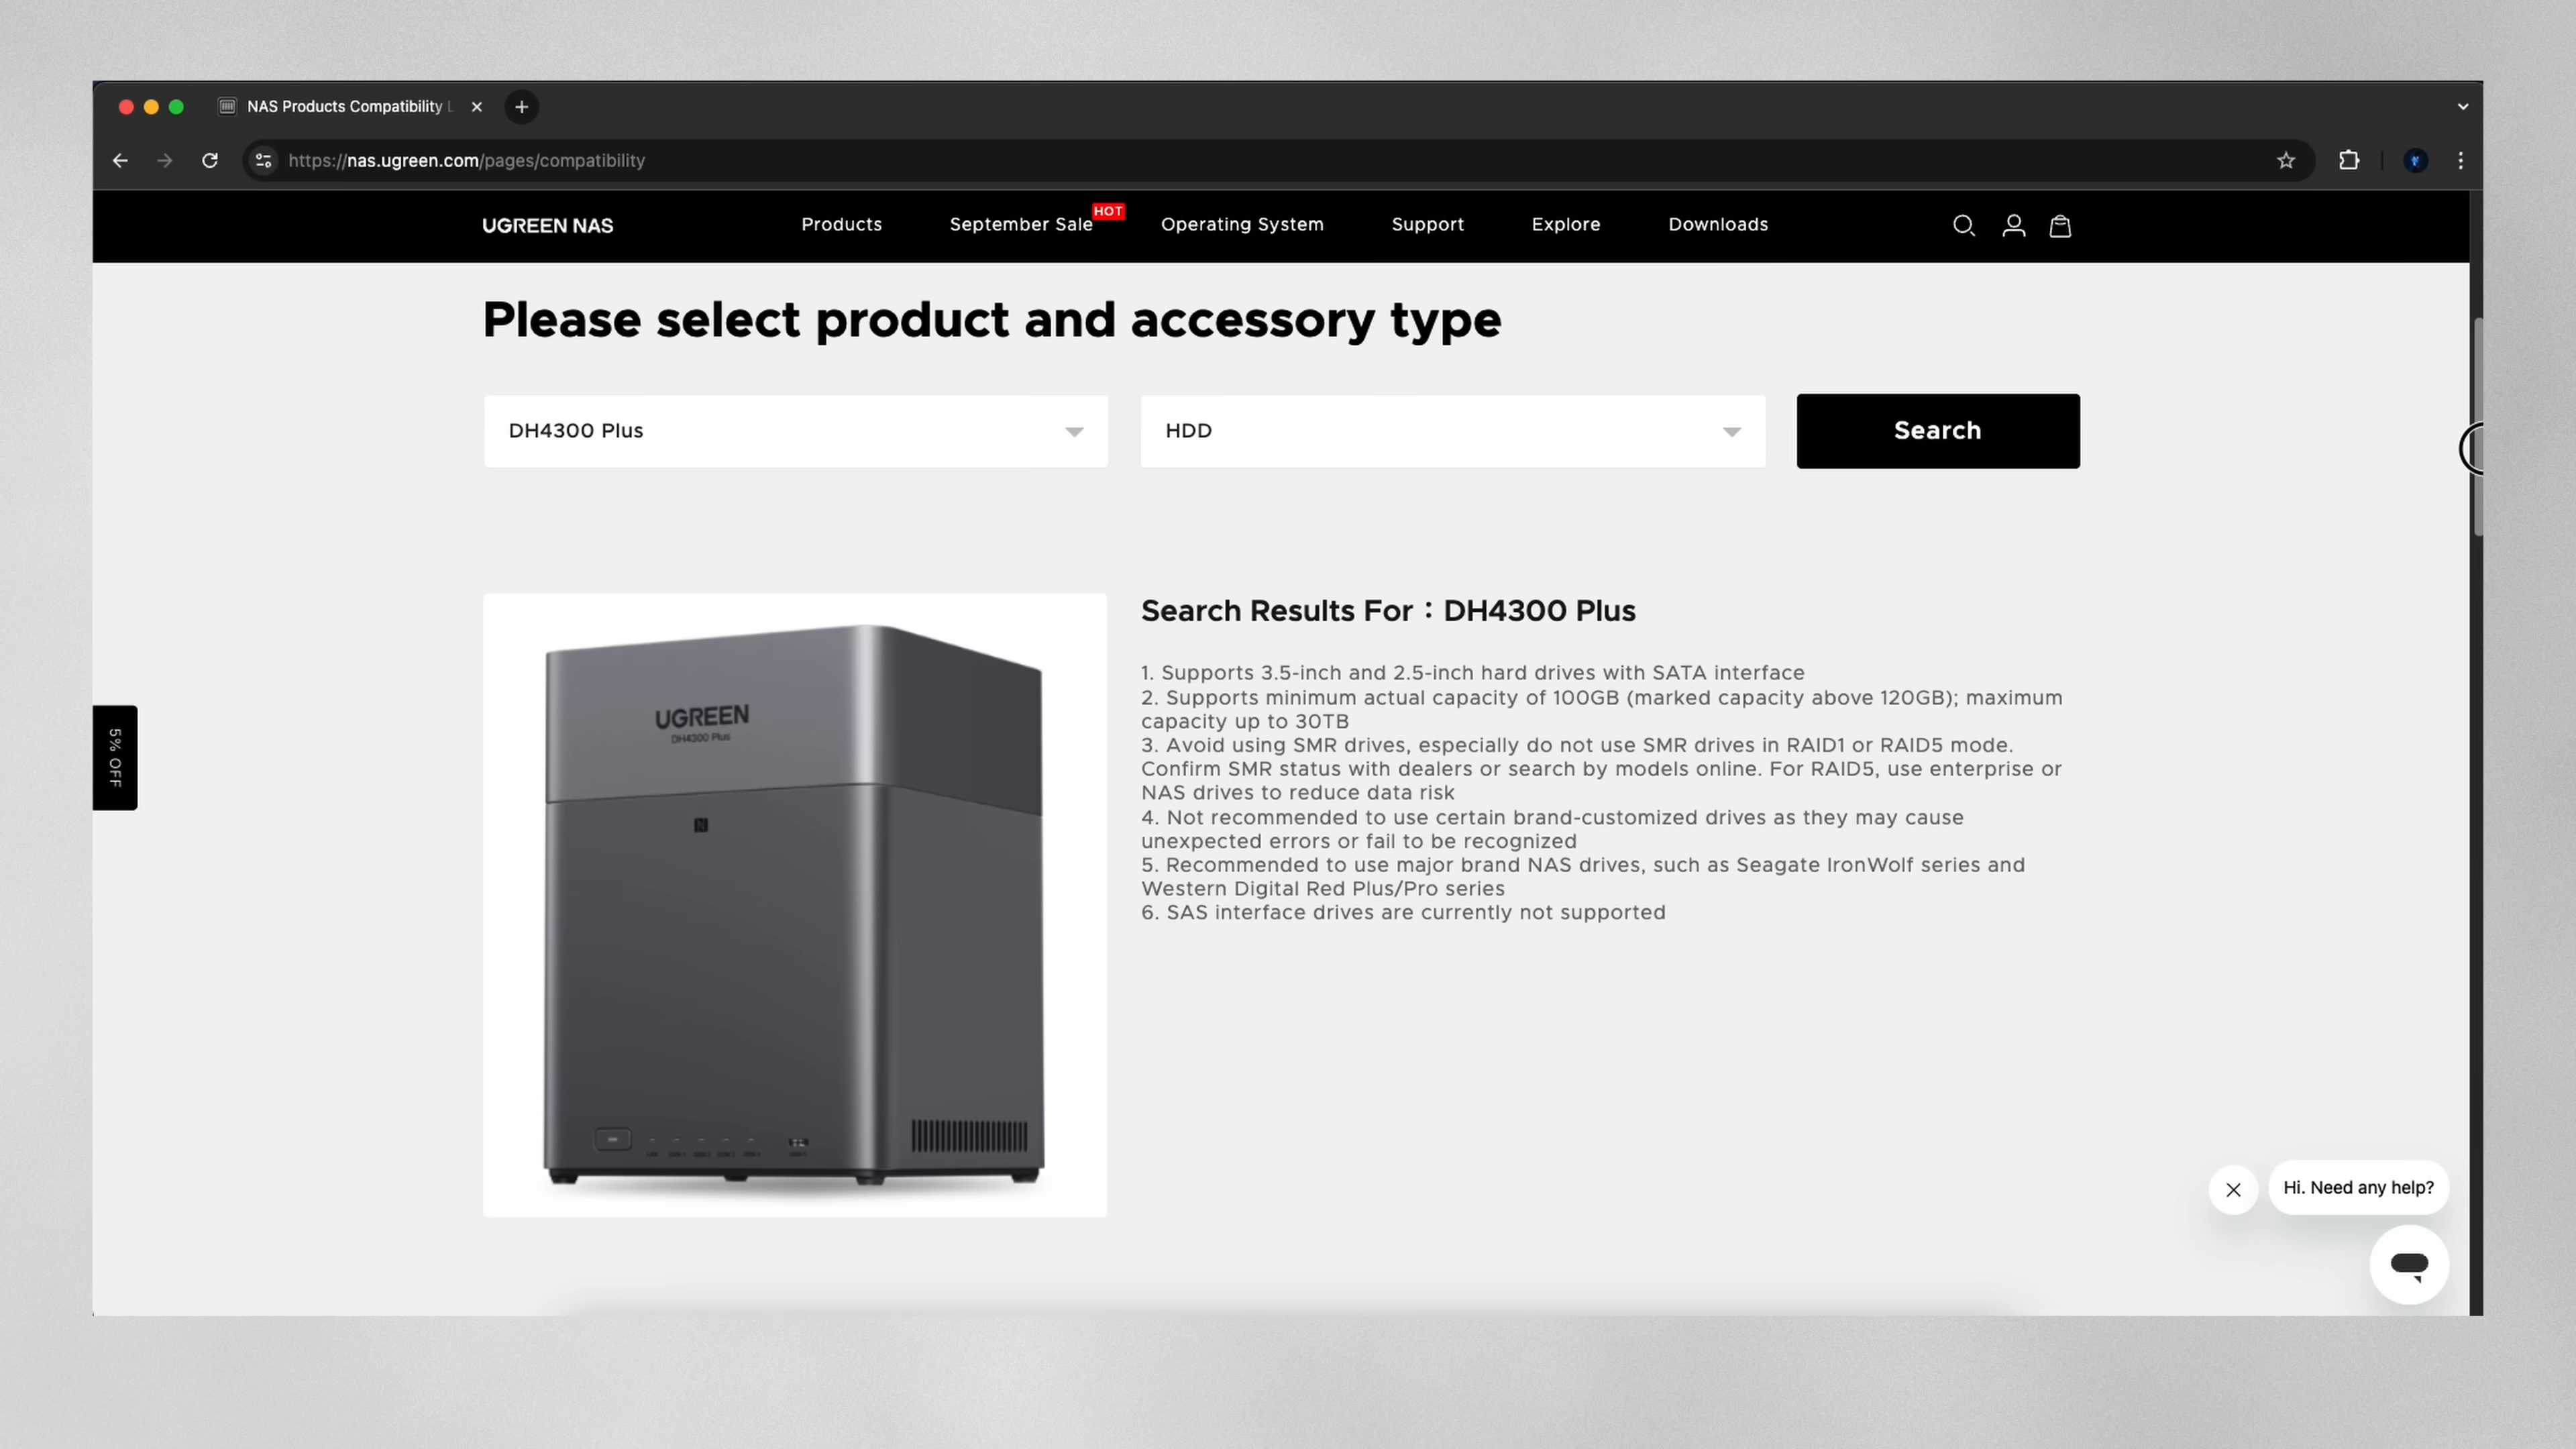 NAS Products Compatibility L
https://nas.ugreen.com/pages/compatibility
UGREEN NAS
Products
September Sale
HOT
Operating System
Support
Explore
Downloads
Please select product and accessory type
DH4300 Plus
HDD
Search
5% OFF
UGREEN
DH4300 Plus
Search Results For：DH4300 Plus
1. Supports 3.5-inch and 2.5-inch hard drives with SATA interface
2. Supports minimum actual capacity of 100GB (marked capacity above 120GB); maximum
capacity up to 30TB
3. Avoid using SMR drives, especially do not use SMR drives in RAID1 or RAID5 mode.
Confirm SMR status with dealers or search by models online. For RAID5, use enterprise or
NAS drives to reduce data risk
4. Not recommended to use certain brand-customized drives as they may cause
unexpected errors or fail to be recognized
5. Recommended to use major brand NAS drives, such as Seagate IronWolf series and
Western Digital Red Plus/Pro series
6. SAS interface drives are currently not supported
Hi. Need any help?